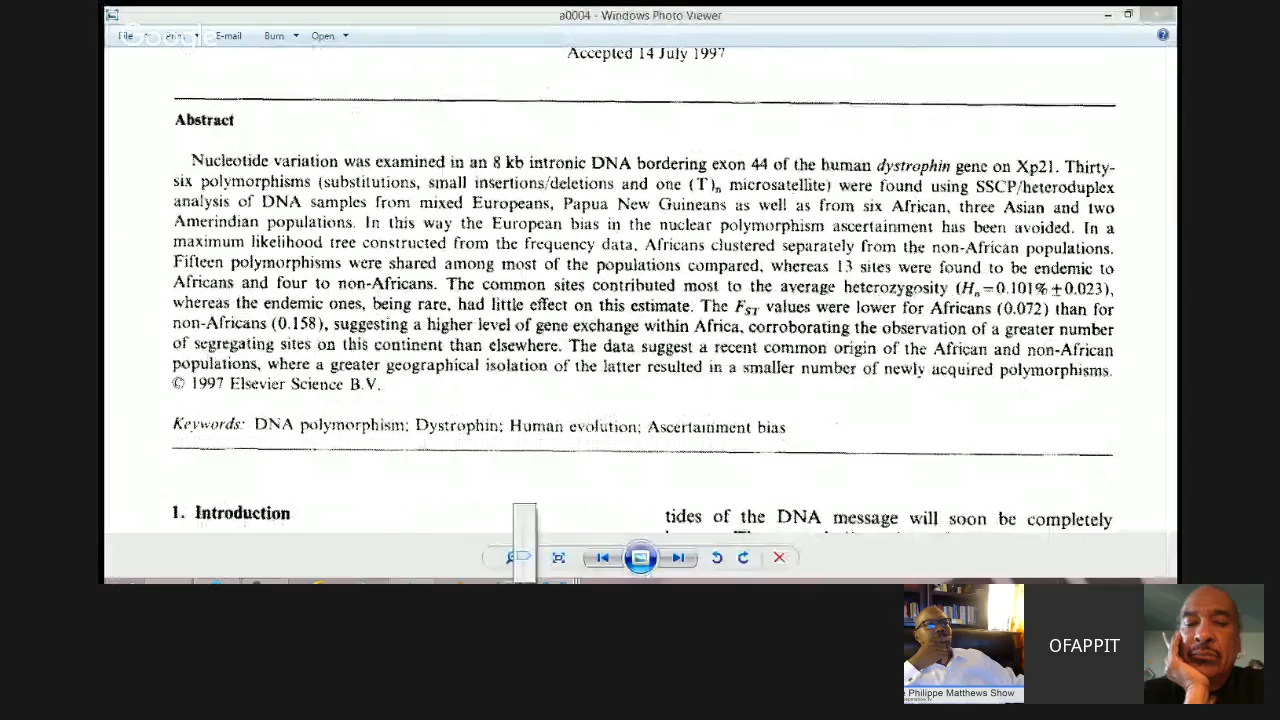 a0004 - Windows Photo Viewer
File Print E-mail Burn Open
Google
Accepted 14 July 1997
Abstract
Nucleotide variation was examined in an 8 kb intronic DNA bordering exon 44 of the human dystrophin gene on Xp21. Thirty-
six polymorphisms (substitutions, small insertions/deletions and one (T)n microsatellite) were found using SSCP/heteroduplex
analysis of DNA samples from mixed Europeans, Papua New Guineans as well as from six African, three Asian and two
Amerindian populations. In this way the European bias in the nuclear polymorphism ascertainment has been avoided. In a
maximum likelihood tree constructed from the frequency data, Africans clustered separately from the non-African populations.
Fifteen polymorphisms were shared among most of the populations compared, whereas 13 sites were found to be endemic to
Africans and four to non-Africans. The common sites contributed most to the average heterozygosity (Hn=0.101%±0.023),
whereas the endemic ones, being rare, had little effect on this estimate. The FST values were lower for Africans (0.072) than for
non-Africans (0.158), suggesting a higher level of gene exchange within Africa, corroborating the observation of a greater number
of segregating sites on this continent than elsewhere. The data suggest a recent common origin of the African and non-African
populations, where a greater geographical isolation of the latter resulted in a smaller number of newly acquired polymorphisms.
© 1997 Elsevier Science B.V.
Keywords: DNA polymorphism; Dystrophin; Human evolution; Ascertainment bias
1. Introduction
tides of the DNA message will soon be completely
OFAPPIT
Philippe Matthews Show